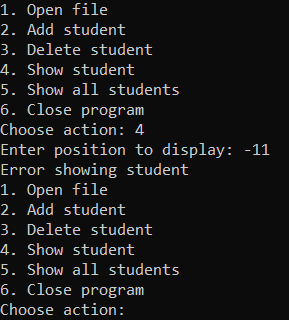 1. Open file
2. Add student
3. Delete student
4. Show student
5. Show all students
6. Close program
Choose action: 4
Enter position to display: -11
Error showing student
1. Open file
2. Add student
3. Delete student
4. Show student
5. Show all students
6. Close program
Choose action: